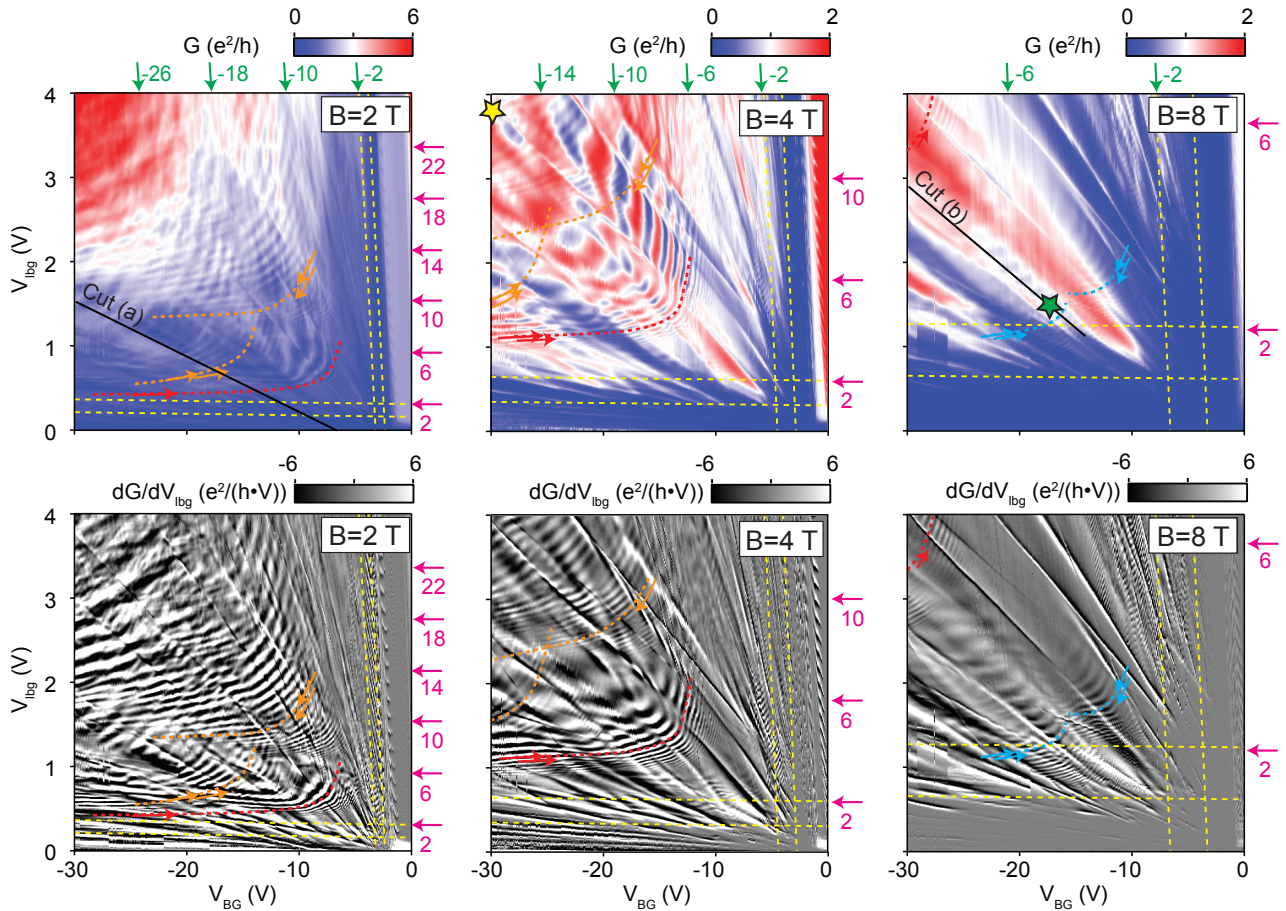 0 6
G (e²/h)
-26 -18 -10 -2
0 2
G (e²/h)
-14 -10 -6 -2
0 2
G (e²/h)
-6 -2
4
3
2
1
0
V_lbg (V)
B=2 T
Cut (a)
22
18
14
10
6
2
B=4 T
10
6
2
B=8 T
Cut (b)
6
2
-6 6
dG/dV_lbg (e²/(h•V))
-6 6
dG/dV_lbg (e²/(h•V))
-6 6
dG/dV_lbg (e²/(h•V))
4
3
2
1
0
V_lbg (V)
B=2 T
22
18
14
10
6
2
B=4 T
10
6
2
B=8 T
6
2
-30 -20 -10 0
V_BG (V)
-30 -20 -10 0
V_BG (V)
-30 -20 -10 0
V_BG (V)